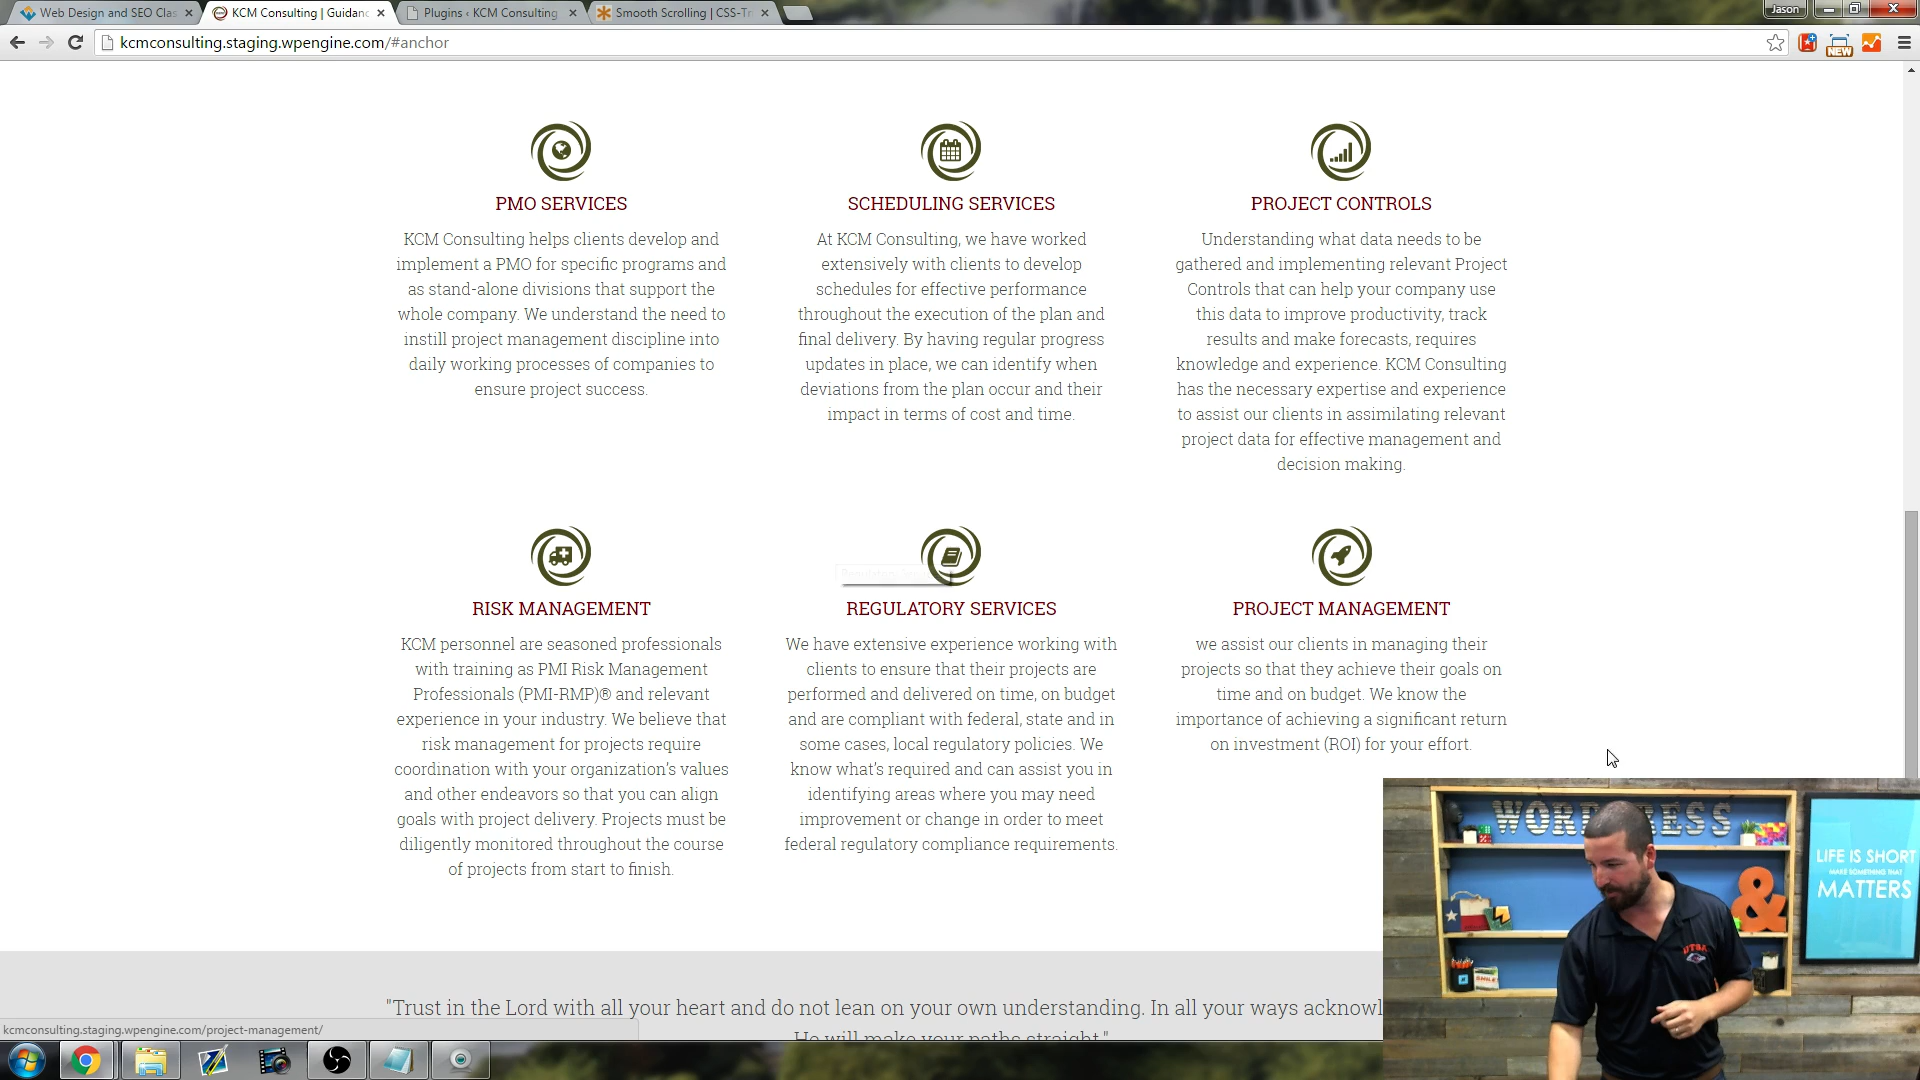 Web Design and SEO Clas
KCM Consulting | Guidanc
Plugins ‹ KCM Consulting
Smooth Scrolling | CSS-Tr
Jason
kcmconsulting.staging.wpengine.com/#anchor
NEW
PMO SERVICES
KCM Consulting helps clients develop and
implement a PMO for specific programs and
as stand-alone divisions that support the
whole company. We understand the need to
instill project management discipline into
daily working processes of companies to
ensure project success.
SCHEDULING SERVICES
At KCM Consulting, we have worked
extensively with clients to develop
schedules for effective performance
throughout the execution of the plan and
final delivery. By having regular progress
updates in place, we can identify when
deviations from the plan occur and their
impact in terms of cost and time.
PROJECT CONTROLS
Understanding what data needs to be
gathered and implementing relevant Project
Controls that can help your company use
this data to improve productivity, track
results and make forecasts, requires
knowledge and experience. KCM Consulting
has the necessary expertise and experience
to assist our clients in assimilating relevant
project data for effective management and
decision making.
RISK MANAGEMENT
KCM personnel are seasoned professionals
with training as PMI Risk Management
Professionals (PMI-RMP)® and relevant
experience in your industry. We believe that
risk management for projects require
coordination with your organization's values
and other endeavors so that you can align
goals with project delivery. Projects must be
diligently monitored throughout the course
of projects from start to finish.
REGULATORY SERVICES
We have extensive experience working with
clients to ensure that their projects are
performed and delivered on time, on budget
and are compliant with federal, state and in
some cases, local regulatory policies. We
know what's required and can assist you in
identifying areas where you may need
improvement or change in order to meet
federal regulatory compliance requirements.
PROJECT MANAGEMENT
we assist our clients in managing their
projects so that they achieve their goals on
time and on budget. We know the
importance of achieving a significant return
on investment (ROI) for your effort.
"Trust in the Lord with all your heart and do not lean on your own understanding. In all your ways acknowl
He will make your paths straight."
kcmconsulting.staging.wpengine.com/project-management/
WORDPRESS
LIFE IS SHORT
MAKE SOMETHING THAT
MATTERS
&
UTSA